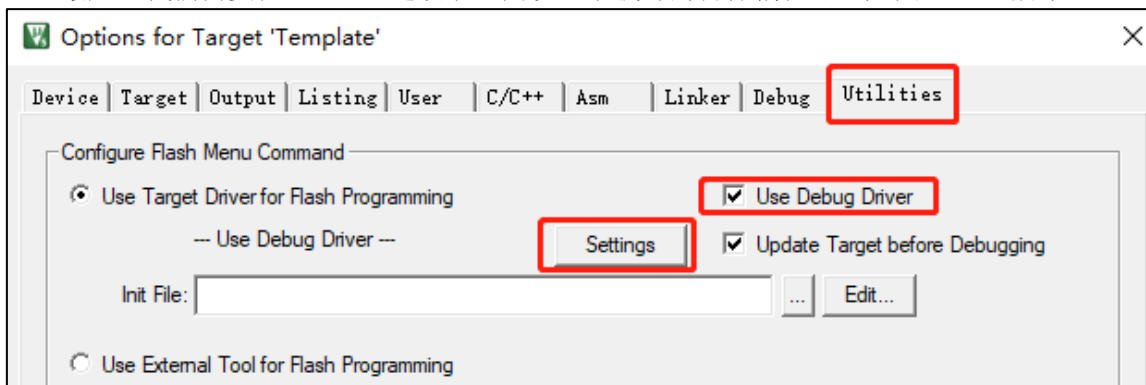 Options for Target 'Template'
Device Target Output Listing User C/C++ Asm Linker Debug Utilities
Configure Flash Menu Command
Use Target Driver for Flash Programming Use Debug Driver
--- Use Debug Driver --- Settings Update Target before Debugging
Init File: ... Edit...
Use External Tool for Flash Programming